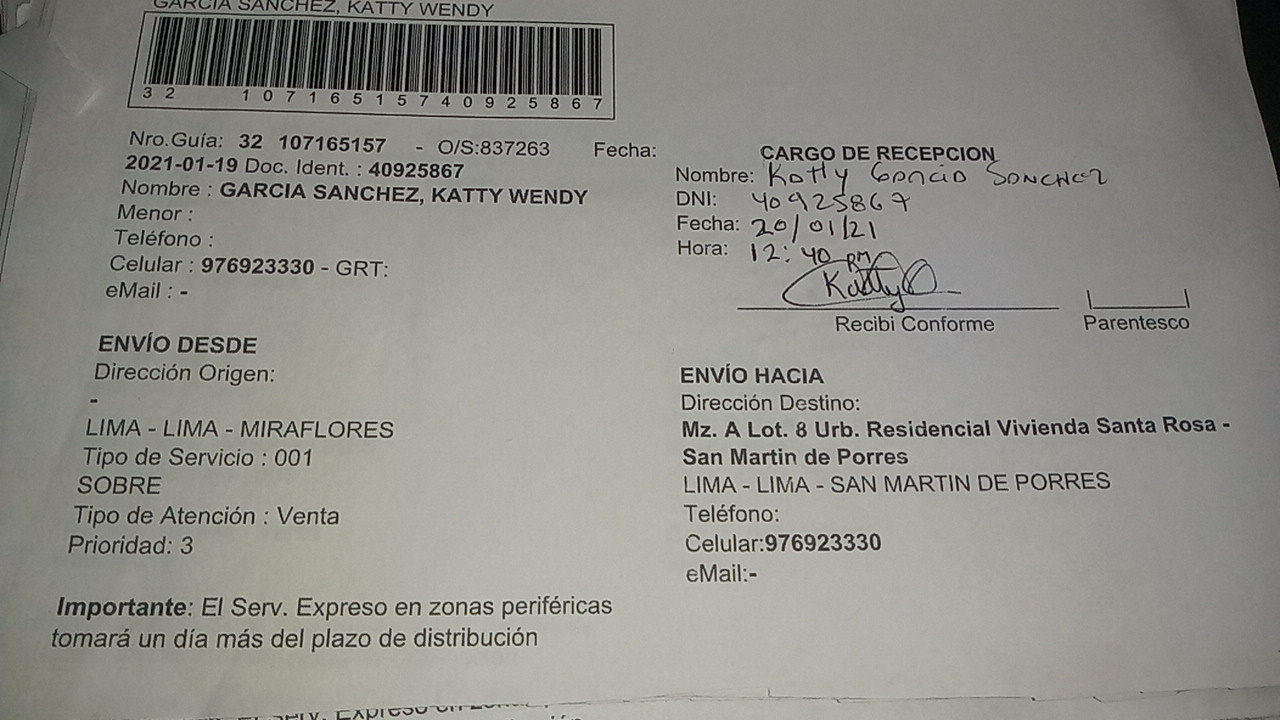 GARCIA SANCHEZ, KATTY WENDY
32 10716515740925867
Nro.Guía: 32 107165157 - O/S:837263 Fecha:
2021-01-19 Doc. Ident. : 40925867
Nombre : GARCIA SANCHEZ, KATTY WENDY
Menor :
Teléfono :
Celular : 976923330 - GRT:
eMail : -
CARGO DE RECEPCION
Nombre: Katty Garcia Sanchez
DNI: 40925867
Fecha: 20/01/21
Hora: 12:40 PM
Katty
Recibi Conforme
Parentesco
ENVÍO DESDE
Dirección Origen:
-
LIMA - LIMA - MIRAFLORES
Tipo de Servicio : 001
SOBRE
Tipo de Atención : Venta
Prioridad: 3
ENVÍO HACIA
Dirección Destino:
Mz. A Lot. 8 Urb. Residencial Vivienda Santa Rosa -
San Martin de Porres
LIMA - LIMA - SAN MARTIN DE PORRES
Teléfono:
Celular:976923330
eMail:-
Importante: El Serv. Expreso en zonas periféricas
tomará un día más del plazo de distribución